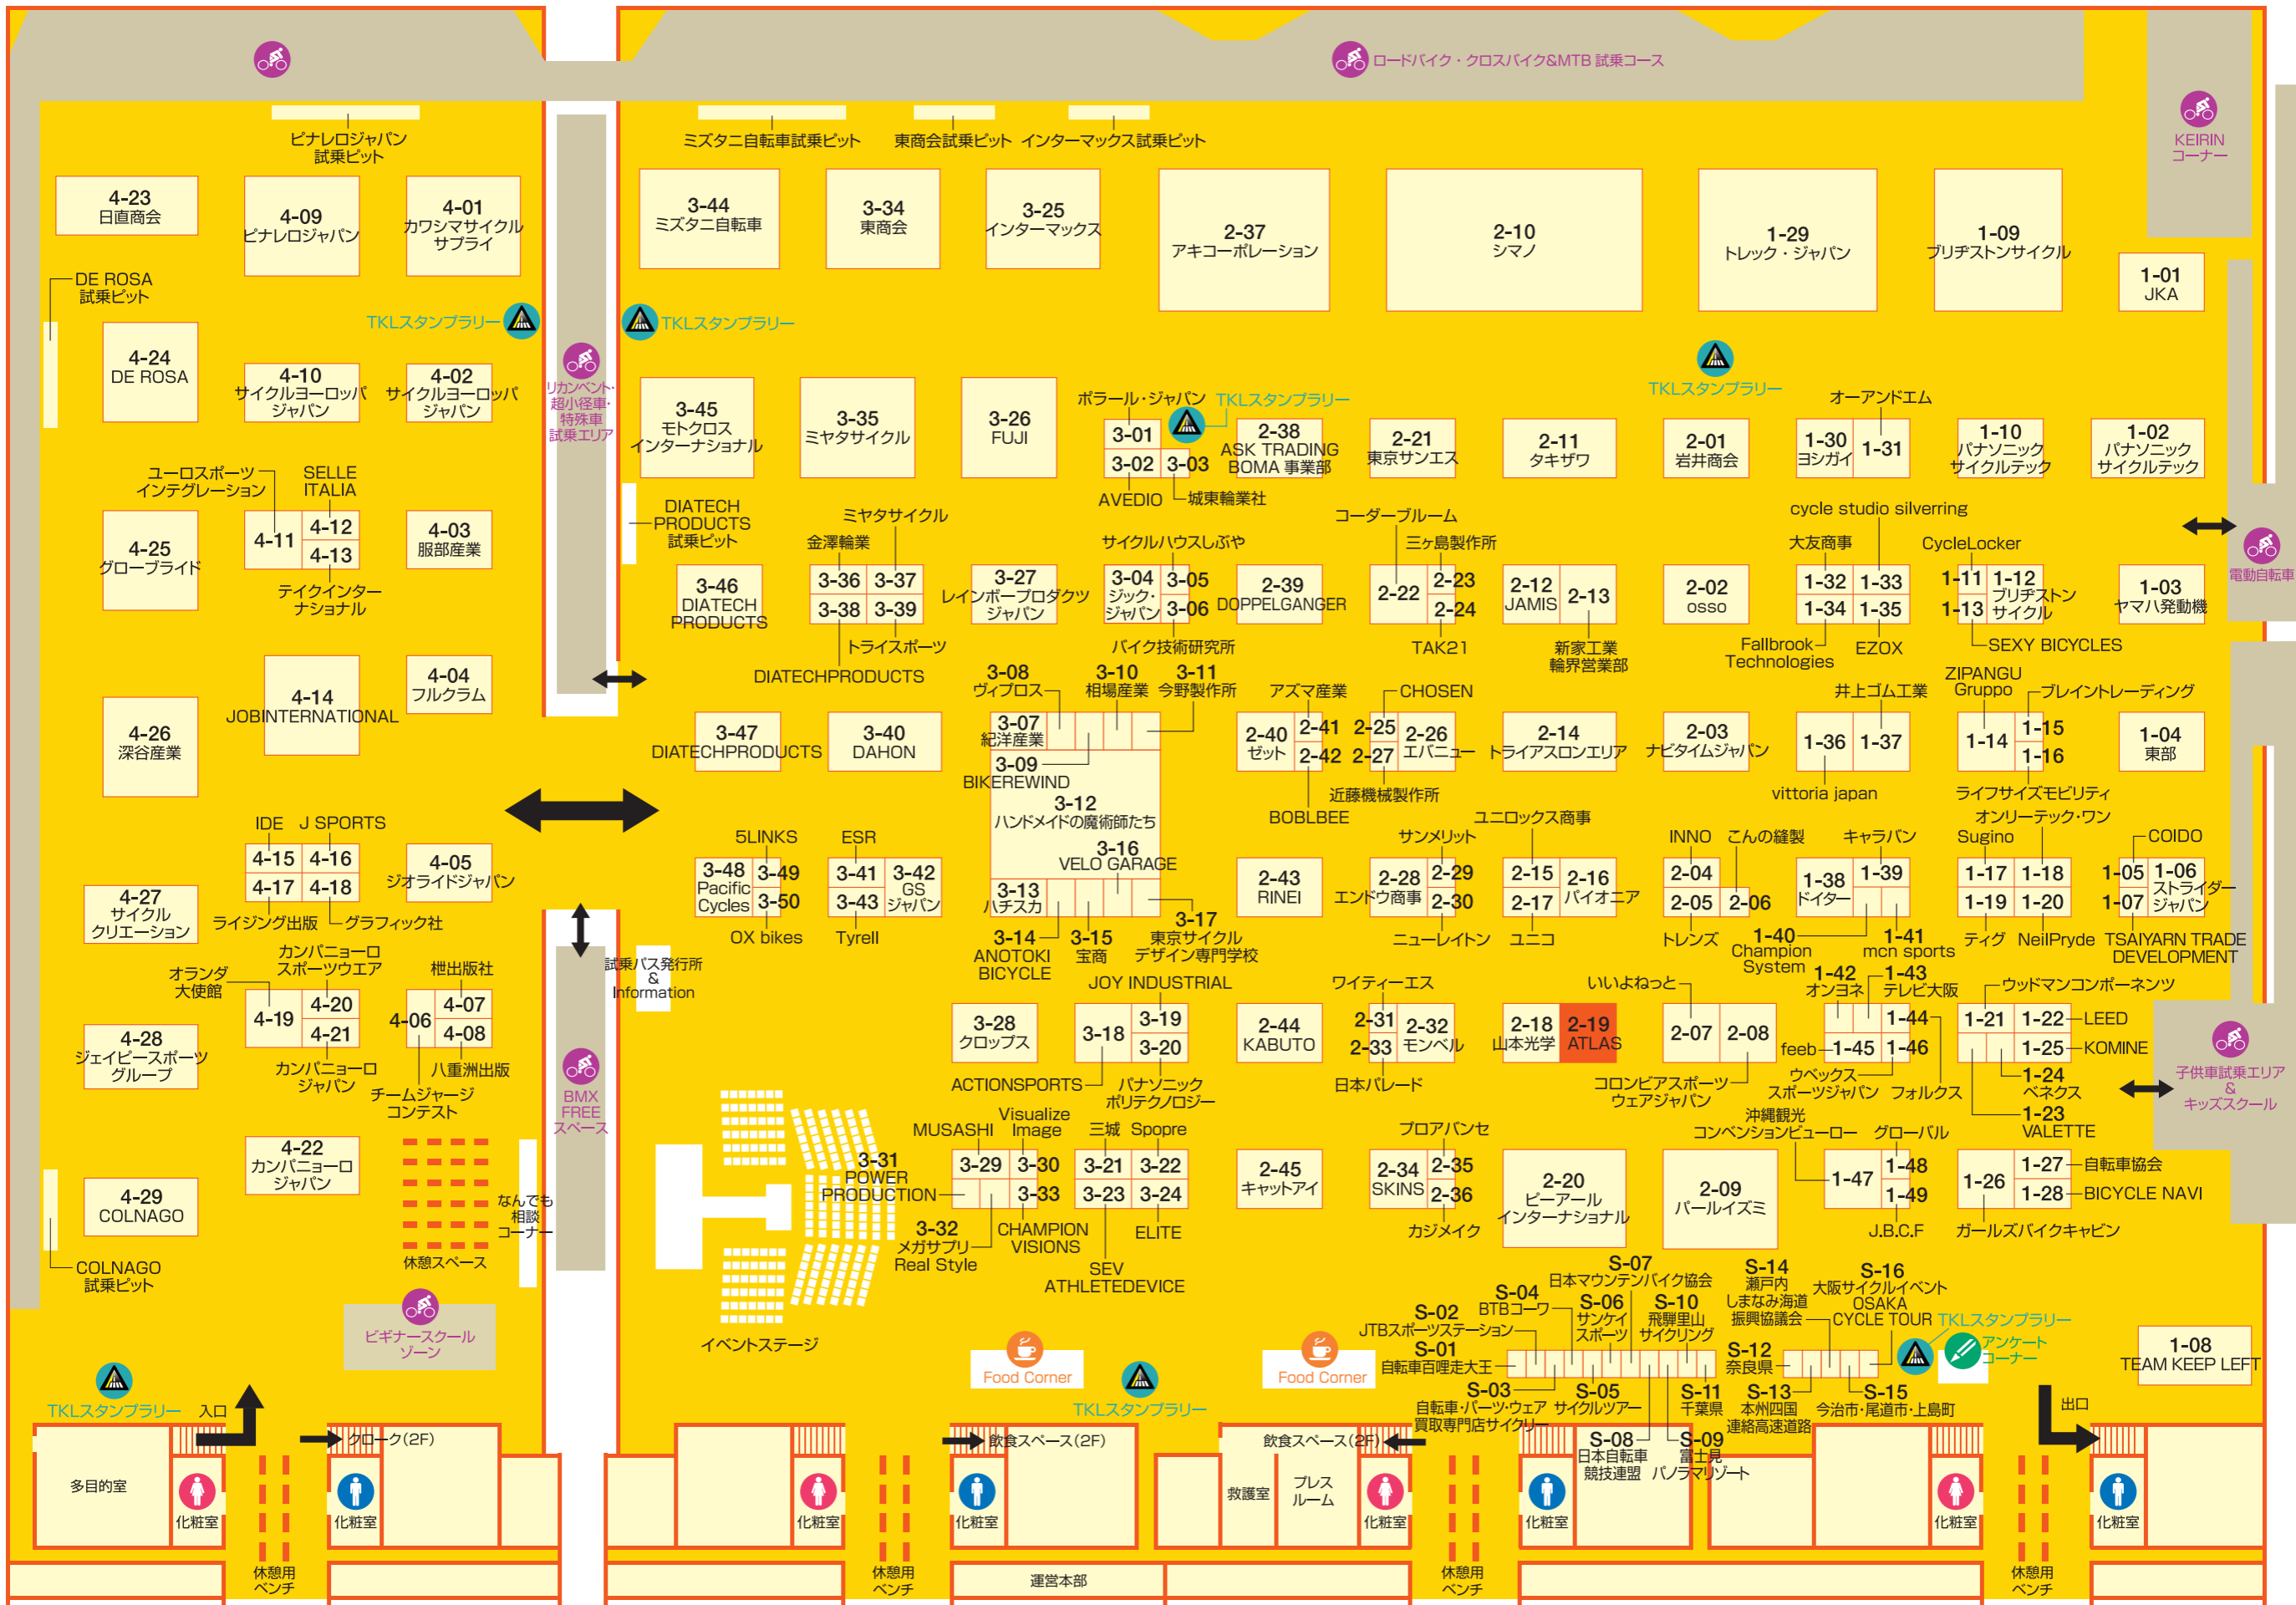 ロードバイク・クロスバイク&MTB 試乗コース
KEIRIN
コーナー
ピナレロジャパン
試乗ピット
ミズタニ自転車試乗ピット
東商会試乗ピット
インターマックス試乗ピット
4-23
日直商会
4-09
ピナレロジャパン
4-01
カワシマサイクル
サプライ
3-44
ミズタニ自転車
3-34
東商会
3-25
インターマックス
2-37
アキコーポレーション
2-10
シマノ
1-29
トレック・ジャパン
1-09
ブリヂストンサイクル
1-01
JKA
DE ROSA
試乗ピット
TKLスタンプラリー
TKLスタンプラリー
TKLスタンプラリー
4-24
DE ROSA
4-10
サイクルヨーロッパ
ジャパン
4-02
サイクルヨーロッパ
ジャパン
リカンベント・
超小径車・
特殊車
試乗エリア
3-45
モトクロス
インターナショナル
3-35
ミヤタサイクル
3-26
FUJI
ポラール・ジャパン
3-01
3-02
3-03
AVEDIO
城東輪業社
TKLスタンプラリー
2-38
ASK TRADING
BOMA 事業部
2-21
東京サンエス
2-11
タキザワ
2-01
岩井商会
オーアンドエム
1-30
ヨシガイ
1-31
1-10
パナソニック
サイクルテック
1-02
パナソニック
サイクルテック
ユーロスポーツ
インテグレーション
SELLE
ITALIA
4-25
グローブライド
4-11
4-12
4-13
テイクインター
ナショナル
4-03
服部産業
DIATECH
PRODUCTS
試乗ピット
3-46
DIATECH
PRODUCTS
金澤輪業
ミヤタサイクル
3-36
3-37
3-38
3-39
トライスポーツ
DIATECHPRODUCTS
3-27
レインボープロダクツ
ジャパン
サイクルハウスしぶや
3-04
ジック・
ジャパン
3-05
3-06
バイク技術研究所
2-39
DOPPELGANGER
コーダーブルーム
三ヶ島製作所
2-22
2-23
2-24
TAK21
2-12
JAMIS
2-13
新家工業
輪界営業部
2-02
osso
cycle studio silverring
大友商事
1-32
1-33
1-34
1-35
Fallbrook
Technologies
EZOX
CycleLocker
1-11
1-12
ブリヂストン
サイクル
1-13
SEXY BICYCLES
1-03
ヤマハ発動機
電動自転車
4-26
深谷産業
4-14
JOBINTERNATIONAL
4-04
フルクラム
3-47
DIATECHPRODUCTS
3-40
DAHON
3-08
ヴィプロス
3-10
相場産業
3-11
今野製作所
3-07
紀洋産業
3-09
BIKEREWIND
3-12
ハンドメイドの魔術師たち
3-16
VELO GARAGE
3-13
ハチスカ
3-14
ANOTOKI
BICYCLE
3-15
宝商
3-17
東京サイクル
デザイン専門学校
アズマ産業
2-40
ゼット
2-41
2-42
BOBLBEE
CHOSEN
2-25
2-26
エバニュー
2-27
近藤機械製作所
2-14
トライアスロンエリア
2-03
ナビタイムジャパン
井上ゴム工業
1-36
1-37
vittoria japan
ZIPANGU
Gruppo
ブレイントレーディング
1-14
1-15
1-16
ライフサイズモビリティ
1-04
東部
IDE
J SPORTS
4-15
4-16
4-17
4-18
ライジング出版
グラフィック社
4-05
ジオライドジャパン
4-27
サイクル
クリエーション
5LINKS
3-48
Pacific
Cycles
3-49
3-50
OX bikes
ESR
3-41
3-42
GS
ジャパン
3-43
Tyrell
2-43
RINEI
サンメリット
2-28
エンドウ商事
2-29
2-30
ニューレイトン
ユニロックス商事
2-15
2-16
パイオニア
2-17
ユニコ
INNO
こんの縫製
2-04
2-05
2-06
トレンズ
キャラバン
1-38
ドイター
1-39
1-40
Champion
System
1-41
mcn sports
オンリーテック・ワン
Sugino
1-17
1-18
1-19
1-20
ティグ
NeilPryde
COIDO
1-05
1-06
ストライダー
ジャパン
1-07
TSAIYARN TRADE
DEVELOPMENT
オランダ
大使館
カンパニョーロ
スポーツウエア
4-19
4-20
4-21
カンパニョーロ
ジャパン
枻出版社
4-06
4-07
4-08
八重洲出版
チームジャージ
コンテスト
4-28
ジェイピースポーツ
グループ
試乗パス発行所
&
Information
BMX
FREE
スペース
3-28
クロップス
JOY INDUSTRIAL
3-18
3-19
3-20
ACTIONSPORTS
パナソニック
ポリテクノロジー
2-44
KABUTO
ワイティーエス
2-31
2-32
モンベル
2-33
日本パレード
2-18
山本光学
2-19
ATLAS
いいよねっと
2-07
2-08
コロンビアスポーツ
ウェアジャパン
1-42
オンヨネ
1-43
テレビ大阪
1-44
feeb
1-45
1-46
ウベックス
スポーツジャパン
フォルクス
ウッドマンコンポーネンツ
1-21
1-22
LEED
1-25
KOMINE
1-24
ベネクス
1-23
VALETTE
子供車試乗エリア
&
キッズスクール
4-22
カンパニョーロ
ジャパン
4-29
COLNAGO
COLNAGO
試乗ピット
休憩スペース
なんでも
相談
コーナー
ビギナースクール
ゾーン
イベントステージ
MUSASHI
Visualize
Image
3-31
POWER
PRODUCTION
3-29
3-30
3-33
3-32
メガサプリ
Real Style
CHAMPION
VISIONS
三城
Spopre
3-21
3-22
3-23
3-24
ELITE
SEV
ATHLETEDEVICE
2-45
キャットアイ
プロアバンセ
2-34
SKINS
2-35
2-36
カジメイク
2-20
ピーアール
インターナショナル
2-09
パールイズミ
沖縄観光
コンベンションビューロー
グローバル
1-47
1-48
1-49
J.B.C.F
1-26
1-27
自転車協会
1-28
BICYCLE NAVI
ガールズバイクキャビン
S-07
日本マウンテンバイク協会
S-04
BTBコーワ
S-06
サンケイ
スポーツ
S-10
飛騨里山
サイクリング
S-02
JTBスポーツステーション
S-01
自転車百哩走大王
S-03
自転車・パーツ・ウェア
買取専門店サイクリー
S-05
サイクルツアー
S-08
日本自転車
競技連盟
S-09
富士見
パノラマリゾート
S-11
千葉県
S-14
瀬戸内
しまなみ海道
振興協議会
S-16
大阪サイクルイベント
OSAKA
CYCLE TOUR
S-12
奈良県
S-13
本州四国
連絡高速道路
S-15
今治市・尾道市・上島町
TKLスタンプラリー
アンケート
コーナー
1-08
TEAM KEEP LEFT
Food Corner
Food Corner
TKLスタンプラリー
TKLスタンプラリー
入口
出口
クローク(2F)
飲食スペース(2F)
飲食スペース(2F)
多目的室
化粧室
化粧室
化粧室
化粧室
救護室
プレス
ルーム
化粧室
化粧室
化粧室
化粧室
休憩用
ベンチ
休憩用
ベンチ
運営本部
休憩用
ベンチ
休憩用
ベンチ